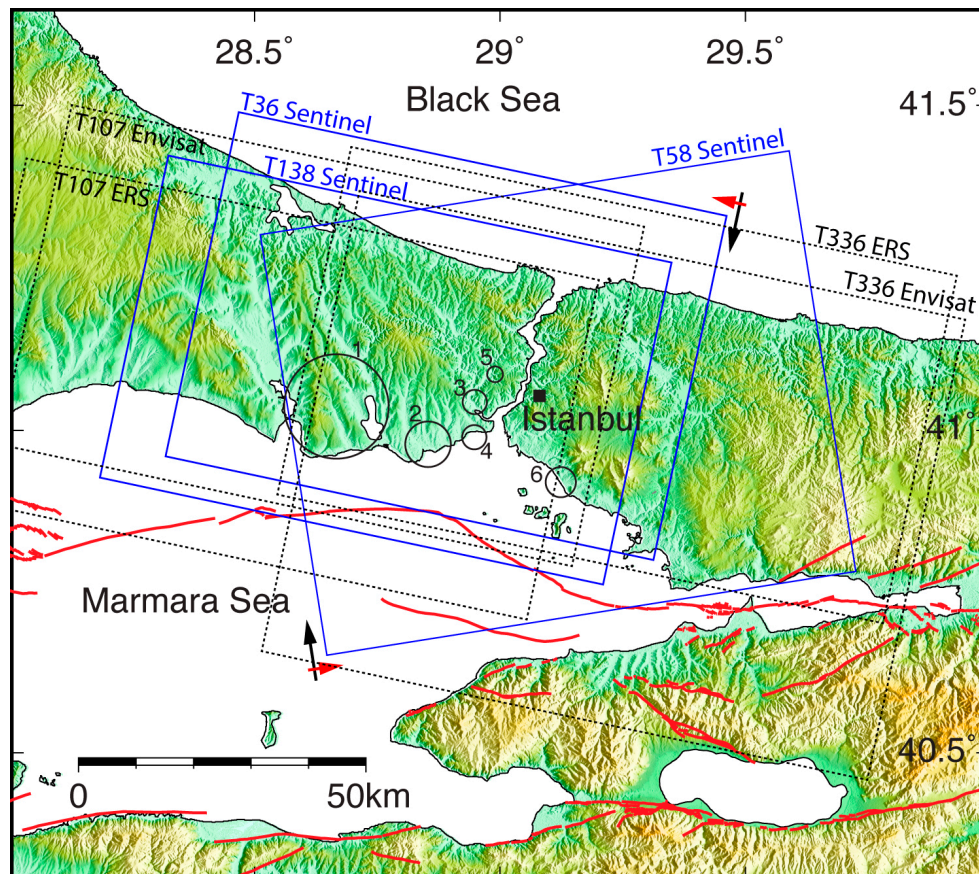 28.5°
29°
29.5°
Black Sea
41.5°
T36 Sentinel
T107 Envisat
T58 Sentinel
T138 Sentinel
T107 ERS
T336 ERS
T336 Envisat
1
5
3
2
Istanbul
41°
4
6
Marmara Sea
40.5°
0
50km